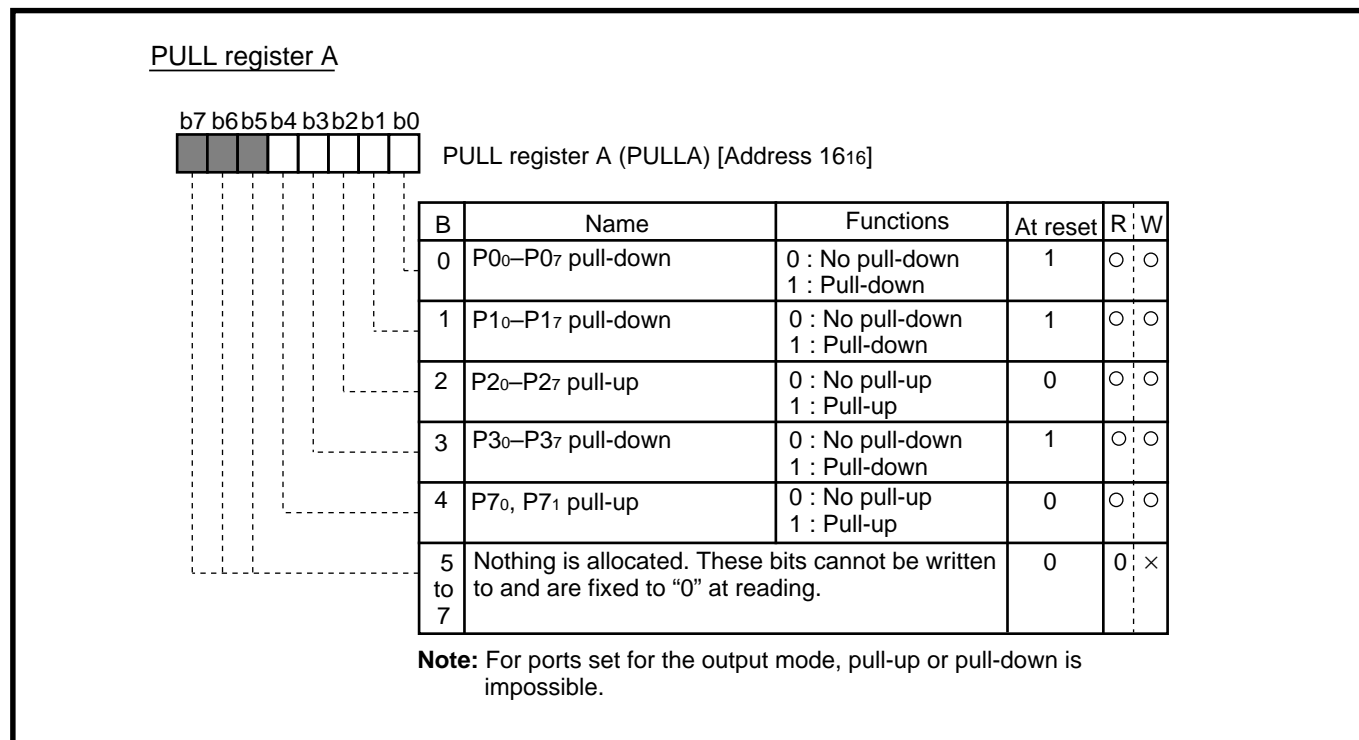 PULL register A
b7 b6 b5 b4 b3 b2 b1 b0
PULL register A (PULLA) [Address 16₁₆]
B Name Functions At reset R W
0 P0₀–P0₇ pull-down 0 : No pull-down 1 ○ ○
1 : Pull-down
1 P1₀–P1₇ pull-down 0 : No pull-down 1 ○ ○
1 : Pull-down
2 P2₀–P2₇ pull-up 0 : No pull-up 0 ○ ○
1 : Pull-up
3 P3₀–P3₇ pull-down 0 : No pull-down 1 ○ ○
1 : Pull-down
4 P7₀, P7₁ pull-up 0 : No pull-up 0 ○ ○
1 : Pull-up
5 Nothing is allocated. These bits cannot be written 0 0 ×
to to and are fixed to “0” at reading.
7
Note: For ports set for the output mode, pull-up or pull-down is
impossible.